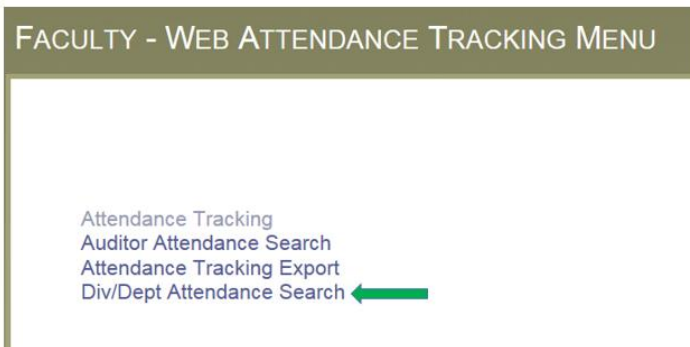 FACULTY - WEB ATTENDANCE TRACKING MENU
Attendance Tracking
Auditor Attendance Search
Attendance Tracking Export
Div/Dept Attendance Search